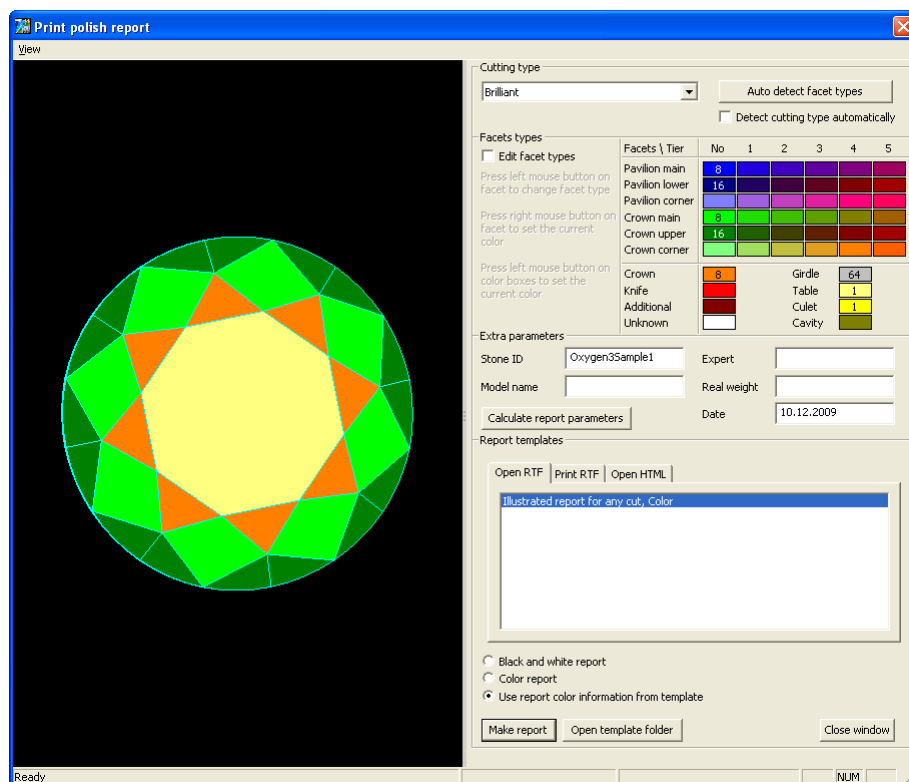 Print polish report
View
Cutting type
Brilliant
Auto detect facet types
Detect cutting type automatically
Facets types
Edit facet types
Press left mouse button on
facet to change facet type
Press right mouse button on
facet to set the current
color
Press left mouse button on
color boxes to set the
current color
Facets \ Tier No 1 2 3 4 5
Pavilion main 8
Pavilion lower 16
Pavilion corner
Crown main 8
Crown upper 16
Crown corner
Crown 8 Girdle 64
Knife Table 1
Additional Culet 1
Unknown Cavity
Extra parameters
Stone ID Oxygen3Sample1 Expert
Model name Real weight
Calculate report parameters Date 10.12.2009
Report templates
Open RTF Print RTF Open HTML
Illustrated report for any cut, Color
Black and white report
Color report
Use report color information from template
Make report Open template folder Close window
Ready NUM